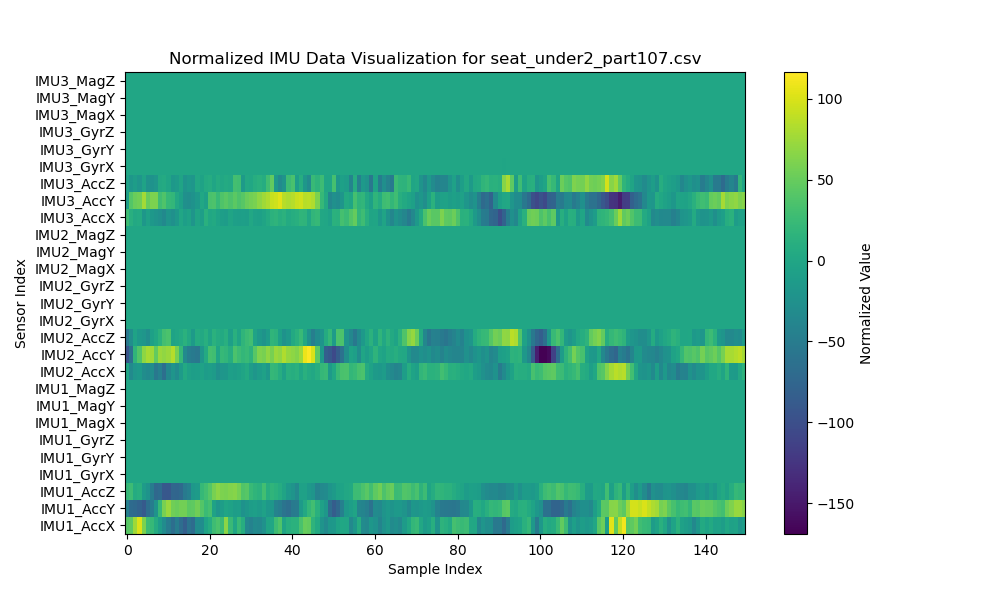 Normalized IMU Data Visualization for seat_under2_part107.csv
IMU3_MagZ
IMU3_MagY
IMU3_MagX
IMU3_GyrZ
IMU3_GyrY
IMU3_GyrX
IMU3_AccZ
IMU3_AccY
IMU3_AccX
IMU2_MagZ
IMU2_MagY
IMU2_MagX
IMU2_GyrZ
IMU2_GyrY
IMU2_GyrX
IMU2_AccZ
IMU2_AccY
IMU2_AccX
IMU1_MagZ
IMU1_MagY
IMU1_MagX
IMU1_GyrZ
IMU1_GyrY
IMU1_GyrX
IMU1_AccZ
IMU1_AccY
IMU1_AccX
Sensor Index
0 20 40 60 80 100 120 140
Sample Index
100
50
0
−50
−100
−150
Normalized Value